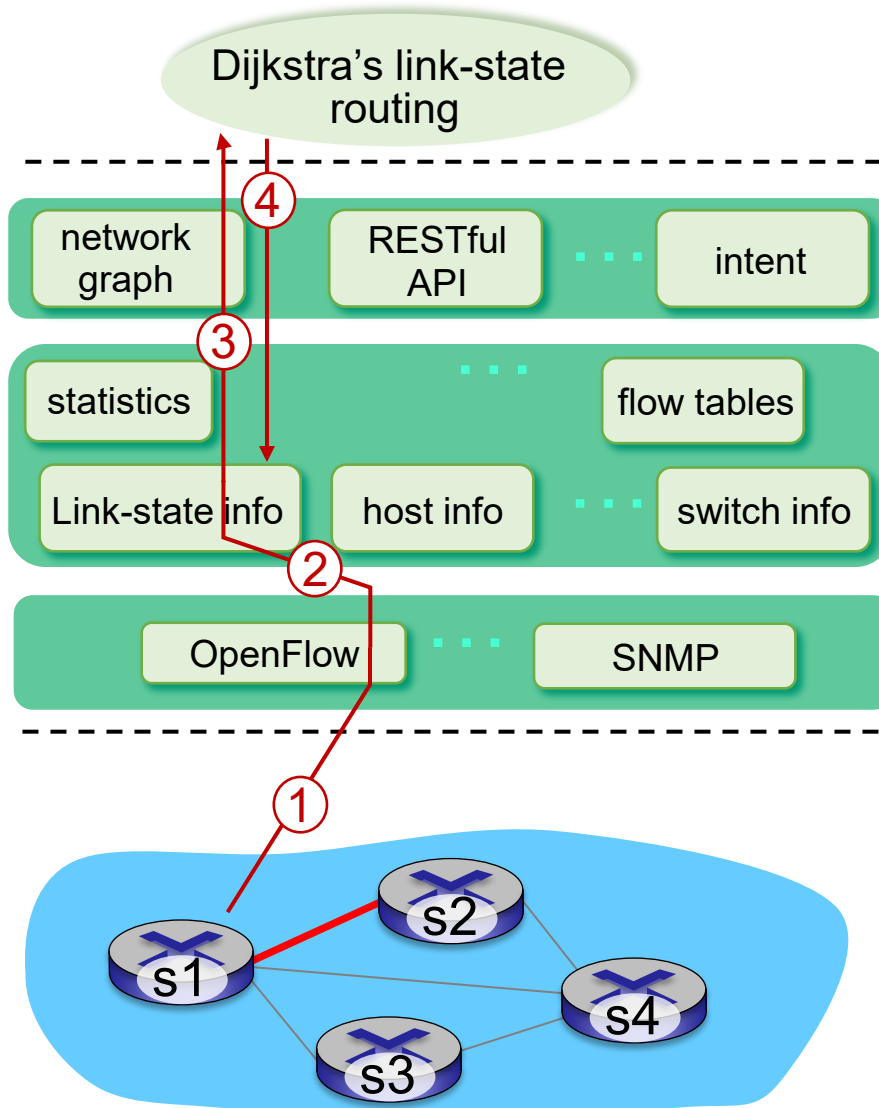 Dijkstra’s link-state
routing
4
network
graph
RESTful
API
intent
3
statistics
flow tables
Link-state info
host info
switch info
2
OpenFlow
SNMP
1
s2
s1
s4
s3